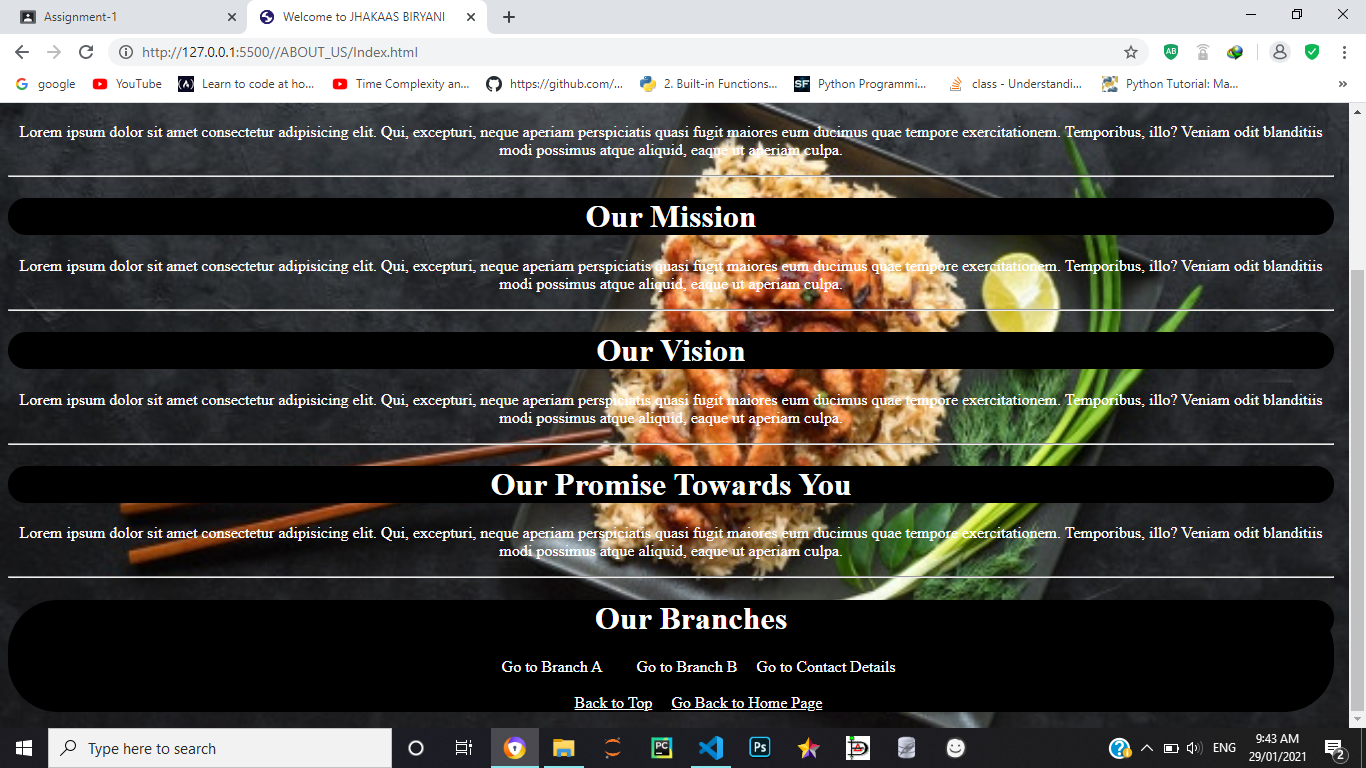 Assignment-1
Welcome to JHAKAAS BIRYANI
http://127.0.0.1:5500//ABOUT_US/Index.html
google
YouTube
Learn to code at ho...
Time Complexity an...
https://github.com/...
2. Built-in Functions...
Python Programmi...
class - Understandi...
Python Tutorial: Ma...
Lorem ipsum dolor sit amet consectetur adipisicing elit. Qui, excepturi, neque aperiam perspiciatis quasi fugit maiores eum ducimus quae tempore exercitationem. Temporibus, illo? Veniam odit blanditiis
modi possimus atque aliquid, eaque ut aperiam culpa.
Our Mission
Lorem ipsum dolor sit amet consectetur adipisicing elit. Qui, excepturi, neque aperiam perspiciatis quasi fugit maiores eum ducimus quae tempore exercitationem. Temporibus, illo? Veniam odit blanditiis
modi possimus atque aliquid, eaque ut aperiam culpa.
Our Vision
Lorem ipsum dolor sit amet consectetur adipisicing elit. Qui, excepturi, neque aperiam perspiciatis quasi fugit maiores eum ducimus quae tempore exercitationem. Temporibus, illo? Veniam odit blanditiis
modi possimus atque aliquid, eaque ut aperiam culpa.
Our Promise Towards You
Lorem ipsum dolor sit amet consectetur adipisicing elit. Qui, excepturi, neque aperiam perspiciatis quasi fugit maiores eum ducimus quae tempore exercitationem. Temporibus, illo? Veniam odit blanditiis
modi possimus atque aliquid, eaque ut aperiam culpa.
Our Branches
Go to Branch A Go to Branch B Go to Contact Details
Back to Top Go Back to Home Page
Type here to search
ENG
9:43 AM
29/01/2021
2